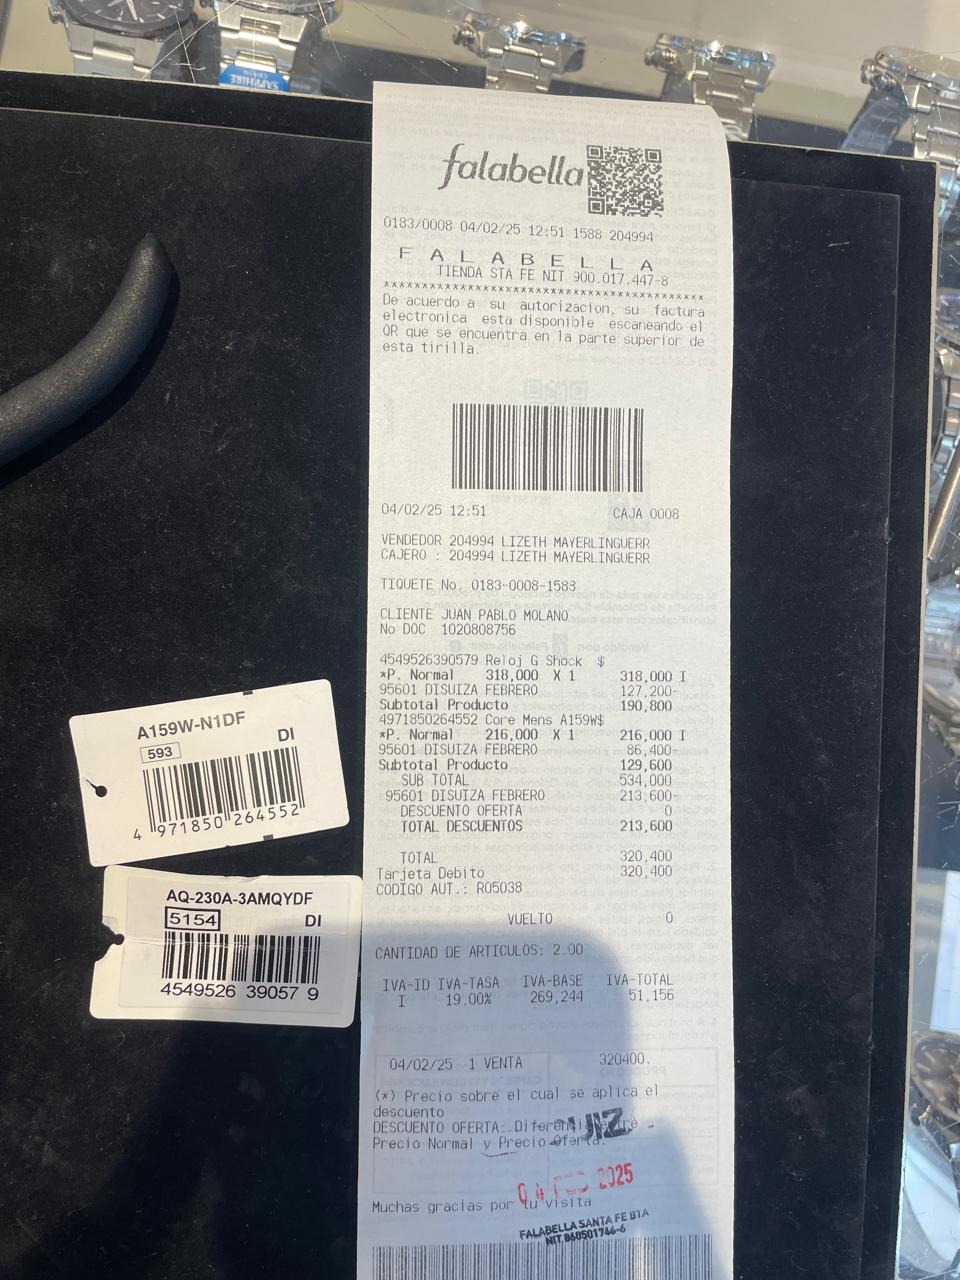 SAPPHIRE
CRYSTAL
falabella
0183/0008 04/02/25 12:51 1588 204994
F A L A B E L L A
TIENDA STA FE NIT 900.017.447-8
******************************************
De acuerdo a su autorizacion, su factura
electronica esta disponible escaneando el
QR que se encuentra en la parte superior de
esta tirilla.
04/02/25 12:51 CAJA 0008
VENDEDOR 204994 LIZETH MAYERLINGUERR
CAJERO : 204994 LIZETH MAYERLINGUERR
TIQUETE No. 0183-0008-1588
CLIENTE JUAN PABLO MOLANO
No DOC 1020808756
4549526390579 Reloj G Shock $
*P. Normal 318,000 X 1 318,000 I
95601 DISUIZA FEBRERO 127,200-
Subtotal Producto 190,800
4971850264552 Core Mens A159W$
*P. Normal 216,000 X 1 216,000 I
95601 DISUIZA FEBRERO 86,400-
Subtotal Producto 129,600
SUB TOTAL 534,000
95601 DISUIZA FEBRERO 213,600-
DESCUENTO OFERTA 0
TOTAL DESCUENTOS 213,600
TOTAL 320,400
Tarjeta Debito 320,400
CODIGO AUT.: R05038
VUELTO 0
CANTIDAD DE ARTICULOS: 2.00
IVA-ID IVA-TASA IVA-BASE IVA-TOTAL
I 19.00% 269,244 51,156
04/02/25 1 VENTA 320400.
(*) Precio sobre el cual se aplica el
descuento
DESCUENTO OFERTA: Diferencia entre
Precio Normal y Precio Oferta.
UIZ
04 FEB 2025
Muchas gracias por tu visita
FALABELLA SANTA FE BTA
NIT 860501746-6
A159W-N1DF
593 DI
4 971850 264552
AQ-230A-3AMQYDF
5154 DI
4549526 39057 9